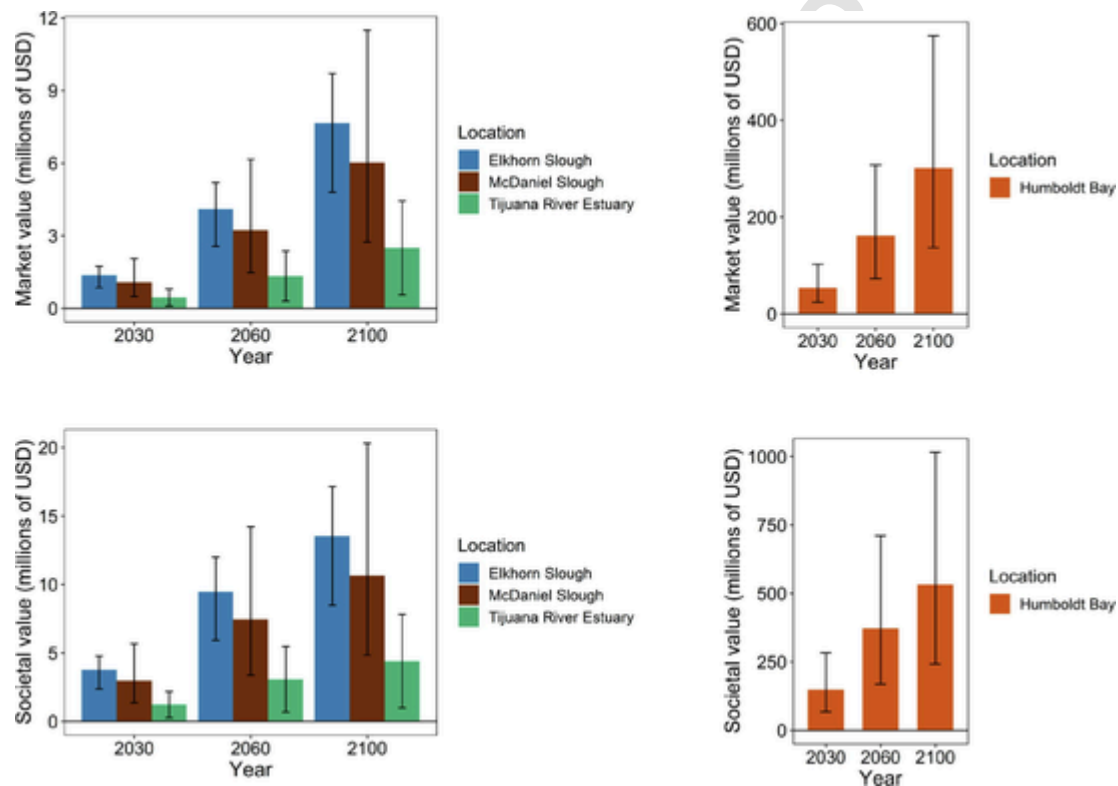 Market value (millions of USD)
12
9
6
3
0
2030 2060 2100
Year
Location
Elkhorn Slough
McDaniel Slough
Tijuana River Estuary
Market value (millions of USD)
600
400
200
0
2030 2060 2100
Year
Location
Humboldt Bay
Societal value (millions of USD)
20
15
10
5
0
2030 2060 2100
Year
Location
Elkhorn Slough
McDaniel Slough
Tijuana River Estuary
Societal value (millions of USD)
1000
750
500
250
0
2030 2060 2100
Year
Location
Humboldt Bay